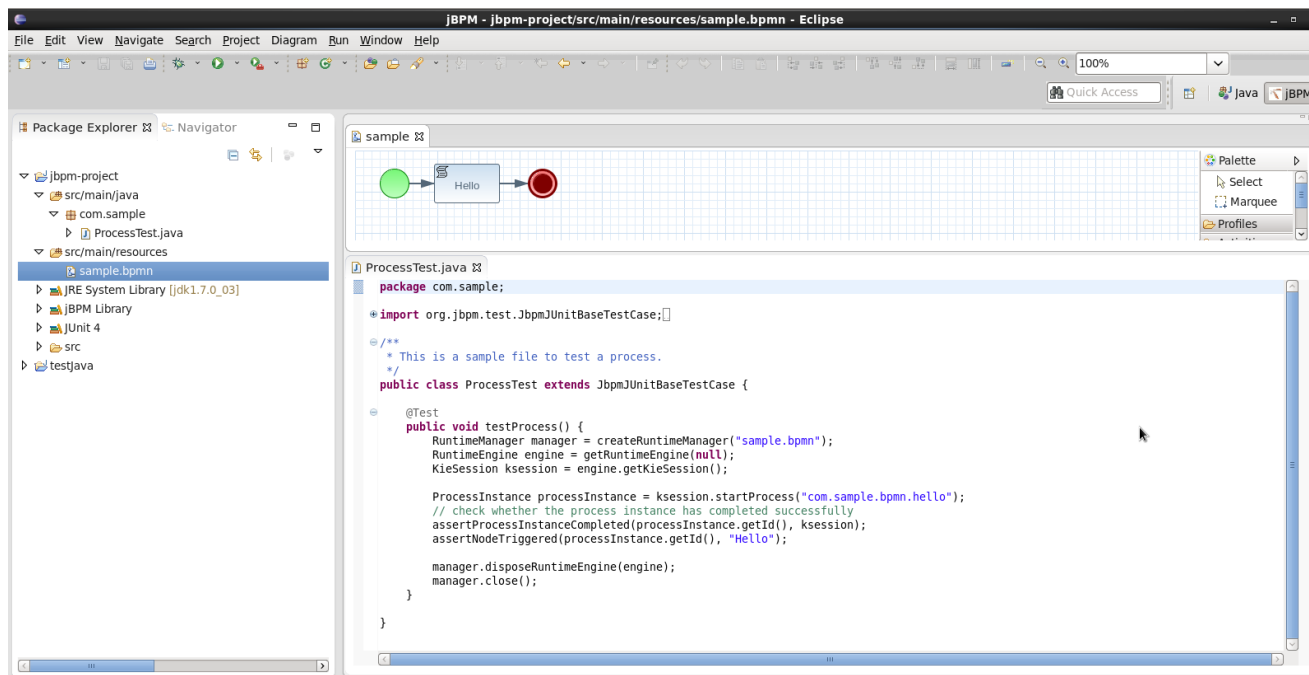 jBPM - jbpm-project/src/main/resources/sample.bpmn - Eclipse
File Edit View Navigate Search Project Diagram Run Window Help
100%
Quick Access
Java
jBPM
Package Explorer
Navigator
jbpm-project
src/main/java
com.sample
ProcessTest.java
src/main/resources
sample.bpmn
JRE System Library [jdk1.7.0_03]
jBPM Library
JUnit 4
src
testJava
sample
Hello
Palette
Select
Marquee
Profiles
ProcessTest.java
package com.sample;
import org.jbpm.test.JbpmJUnitBaseTestCase;
/**
* This is a sample file to test a process.
*/
public class ProcessTest extends JbpmJUnitBaseTestCase {
@Test
public void testProcess() {
RuntimeManager manager = createRuntimeManager("sample.bpmn");
RuntimeEngine engine = getRuntimeEngine(null);
KieSession ksession = engine.getKieSession();
ProcessInstance processInstance = ksession.startProcess("com.sample.bpmn.hello");
// check whether the process instance has completed successfully
assertProcessInstanceCompleted(processInstance.getId(), ksession);
assertNodeTriggered(processInstance.getId(), "Hello");
manager.disposeRuntimeEngine(engine);
manager.close();
}
}